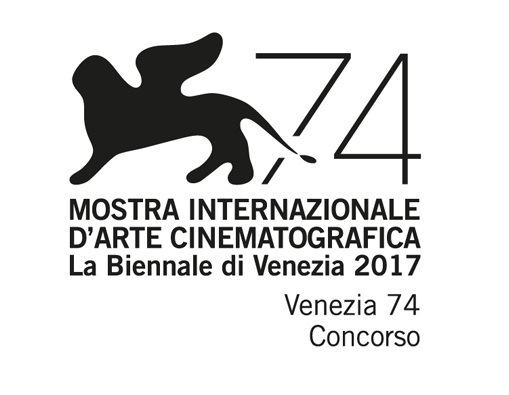 74
MOSTRA INTERNAZIONALE
D'ARTE CINEMATOGRAFICA
La Biennale di Venezia 2017
Venezia 74
Concorso